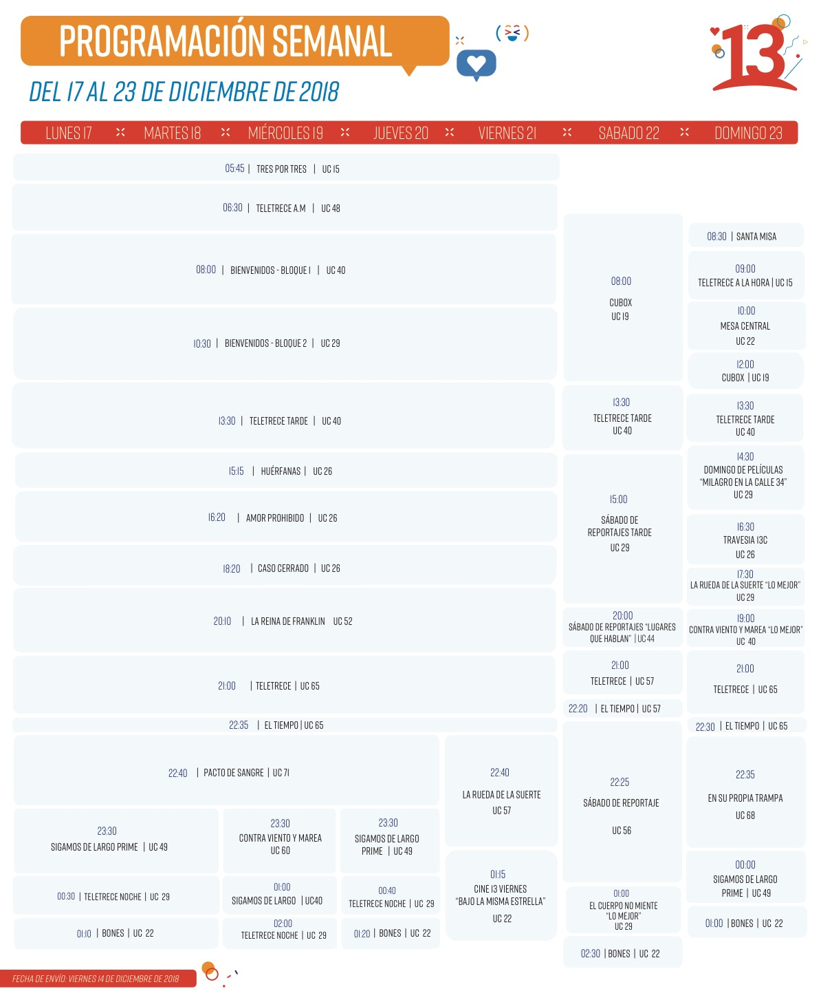 PROGRAMACIÓN SEMANAL
DEL 17 AL 23 DE DICIEMBRE DE 2018
13
LUNES 17 MARTES 18 MIÉRCOLES 19 JUEVES 20 VIERNES 21 SABADO 22 DOMINGO 23
05:45 | TRES POR TRES | UC 15
06:30 | TELETRECE A.M | UC 48
08:00 | BIENVENIDOS - BLOQUE 1 | UC 40
10:30 | BIENVENIDOS - BLOQUE 2 | UC 29
13:30 | TELETRECE TARDE | UC 40
15:15 | HUÉRFANAS | UC 26
16:20 | AMOR PROHIBIDO | UC 26
18:20 | CASO CERRADO | UC 26
20:10 | LA REINA DE FRANKLIN UC 52
21:00 | TELETRECE | UC 65
22:35 | EL TIEMPO | UC 65
22:40 | PACTO DE SANGRE | UC 71
23:30
SIGAMOS DE LARGO PRIME | UC 49
00:30 | TELETRECE NOCHE | UC 29
01:10 | BONES | UC 22
23:30
CONTRA VIENTO Y MAREA
UC 60
01:00
SIGAMOS DE LARGO | UC40
02:00
TELETRECE NOCHE | UC 29
23:30
SIGAMOS DE LARGO
PRIME | UC 49
00:40
TELETRECE NOCHE | UC 29
01:20 | BONES | UC 22
22:40
LA RUEDA DE LA SUERTE
UC 57
01:15
CINE 13 VIERNES
“BAJO LA MISMA ESTRELLA”
UC 22
08:00
CUBOX
UC 19
13:30
TELETRECE TARDE
UC 40
15:00
SÁBADO DE
REPORTAJES TARDE
UC 29
20:00
SÁBADO DE REPORTAJES “LUGARES
QUE HABLAN” | UC 44
21:00
TELETRECE | UC 57
22:20 | EL TIEMPO | UC 57
22:25
SÁBADO DE REPORTAJE
UC 56
01:00
EL CUERPO NO MIENTE
“LO MEJOR”
UC 29
02:30 | BONES | UC 22
08:30 | SANTA MISA
09:00
TELETRECE A LA HORA | UC 15
10:00
MESA CENTRAL
UC 22
12:00
CUBOX | UC 19
13:30
TELETRECE TARDE
UC 40
14:30
DOMINGO DE PELÍCULAS
“MILAGRO EN LA CALLE 34”
UC 29
16:30
TRAVESIA 13C
UC 26
17:30
LA RUEDA DE LA SUERTE “LO MEJOR”
UC 29
19:00
CONTRA VIENTO Y MAREA “LO MEJOR”
UC 40
21:00
TELETRECE | UC 65
22:30 | EL TIEMPO | UC 65
22:35
EN SU PROPIA TRAMPA
UC 68
00:00
SIGAMOS DE LARGO
PRIME | UC 49
01:00 | BONES | UC 22
FECHA DE ENVÍO: VIERNES 14 DE DICIEMBRE DE 2018